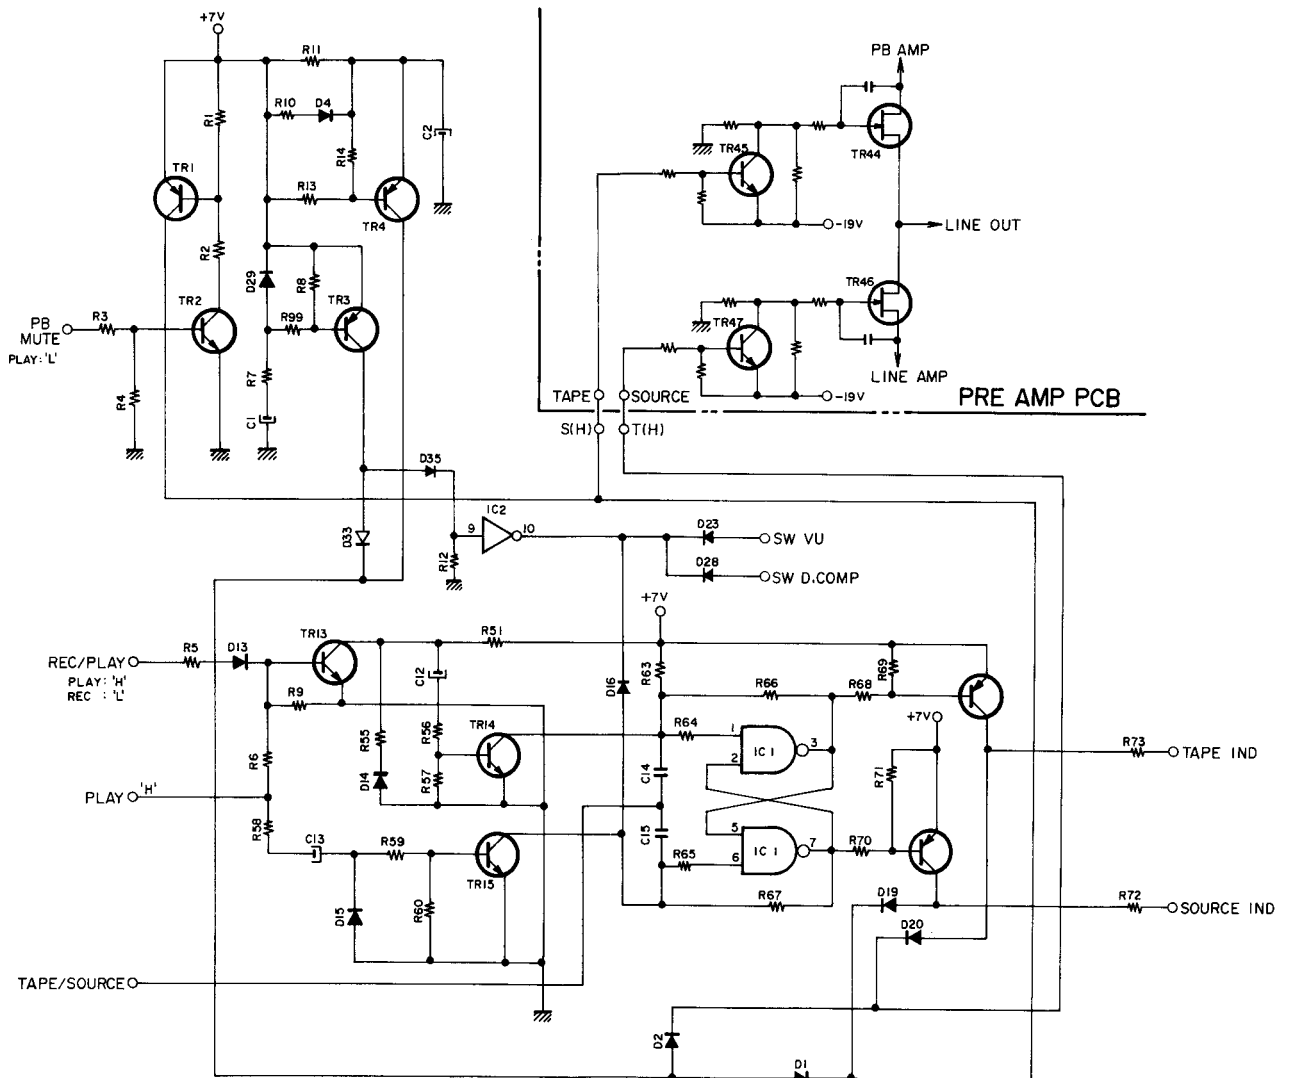 +7V
R11
PB AMP
R10 D4
R1
C2
R14
TR45
TR44
TR1
R13
TR4
-19V
LINE OUT
R2
D29
R8
TR46
TR2
TR3
R3
R99
TR47
PB
MUTE
PLAY:'L'
R7
R4
C1
LINE AMP
TAPE SOURCE
-19V
PRE AMP PCB
S(H) T(H)
D35
IC2
9 10
D33
R12
D23
SW VU
D28
SW D.COMP
+7V
TR13
R51
R5 D13
REC/PLAY
PLAY:'H'
REC :'L'
C12
D16
R63
R69
R66
R68
R9
+7V
R55
R56
TR14
R64
1
IC1
3
2
R73
TAPE IND
R6
R57
D14
C14
R71
PLAY 'H'
R58
C13
R59
C15
5
IC1
7
6
R70
R65
TR15
D15
R60
R67
D19
R72
SOURCE IND
D20
TAPE/SOURCE
D2
D1